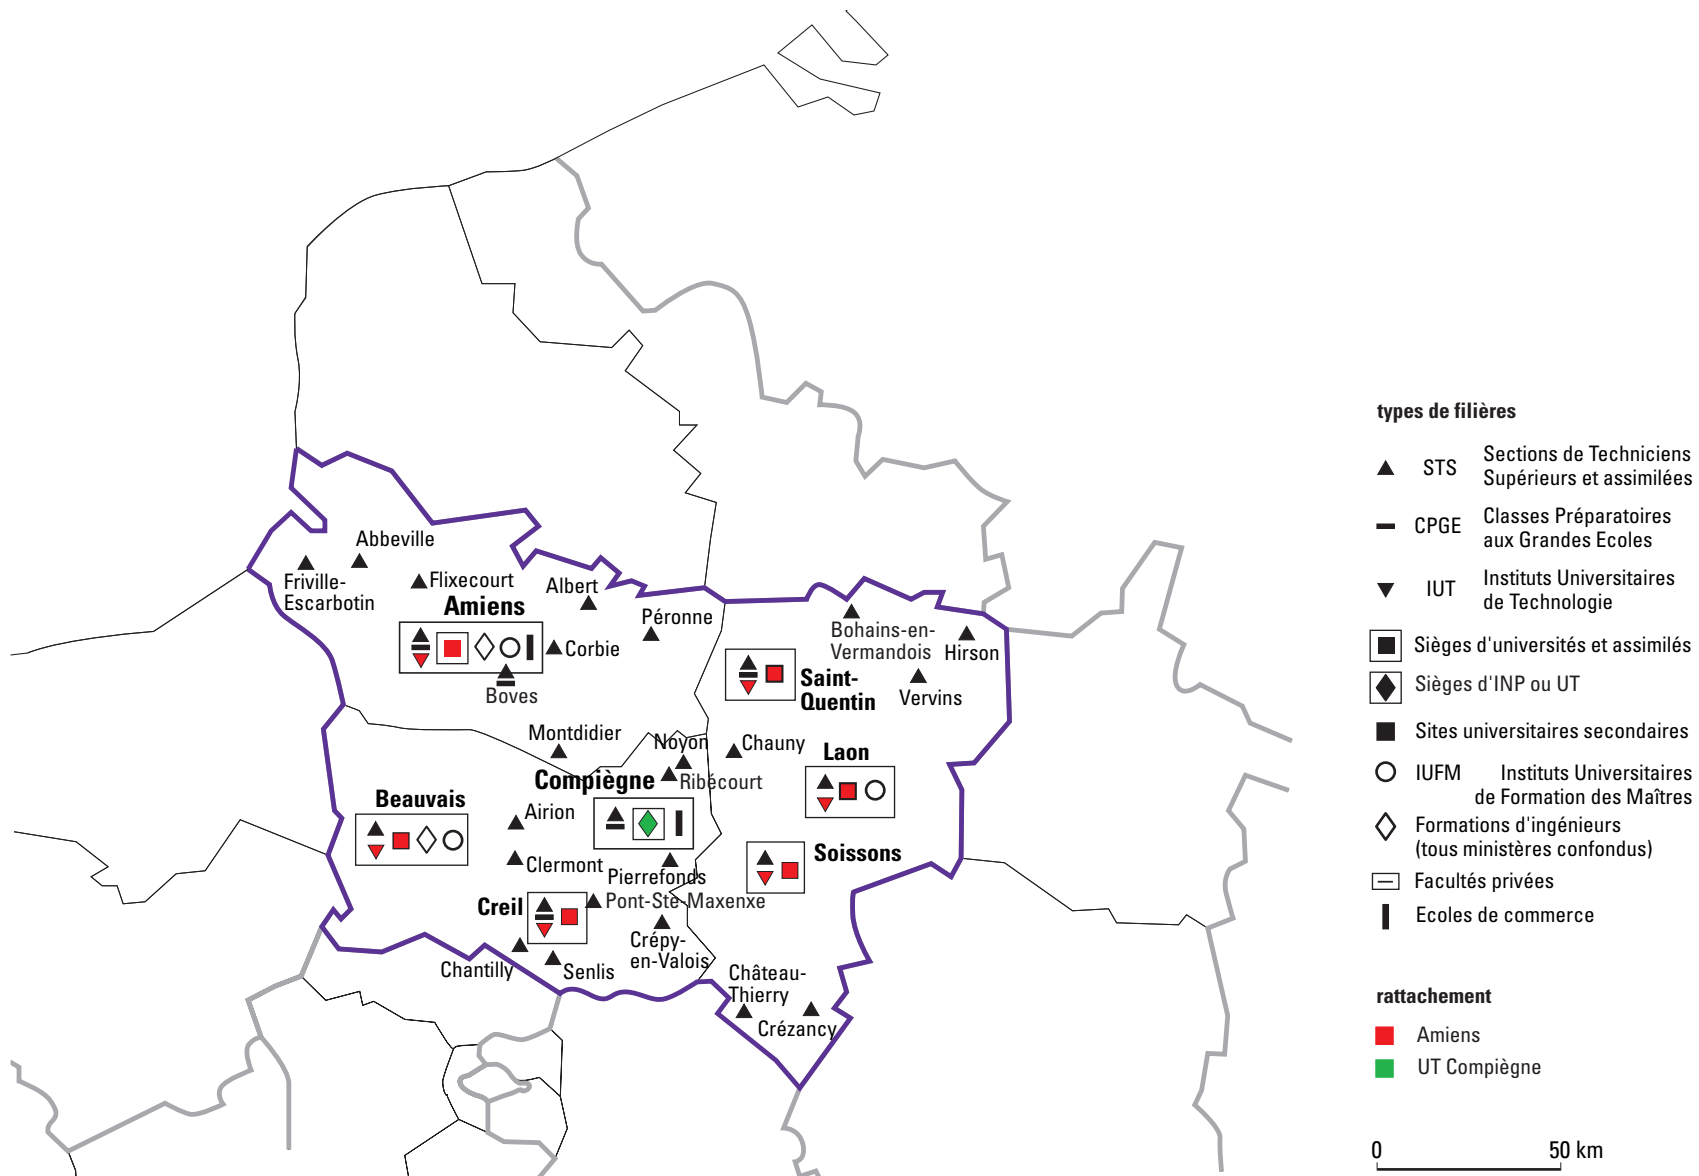 types de filières
STS
Sections de Techniciens
Supérieurs et assimilées
CPGE
Classes Préparatoires
aux Grandes Ecoles
IUT
Instituts Universitaires
de Technologie
Sièges d'universités et assimilés
Sièges d'INP ou UT
Sites universitaires secondaires
IUFM
Instituts Universitaires
de Formation des Maîtres
Formations d'ingénieurs
(tous ministères confondus)
Facultés privées
Ecoles de commerce
rattachement
Amiens
UT Compiègne
0 50 km
Abbeville
Friville-
Escarbotin
Flixecourt
Albert
Amiens
Péronne
Corbie
Boves
Bohains-en-
Vermandois
Hirson
Saint-
Quentin
Vervins
Montdidier
Noyon
Chauny
Laon
Compiègne
Ribécourt
Beauvais
Airion
Clermont
Soissons
Pierrefonds
Pont-Ste-Maxenxe
Creil
Crépy-
en-Valois
Chantilly
Senlis
Château-
Thierry
Crézancy